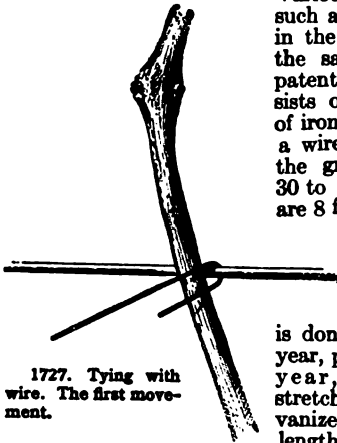 such a
in the
the sa
patent
sists o
of iron
a wire
the g
30 to
are 8 f
1727. Tying with
wire. The first move-
ment.
is don
year, p
year,
stretch
vanize
length